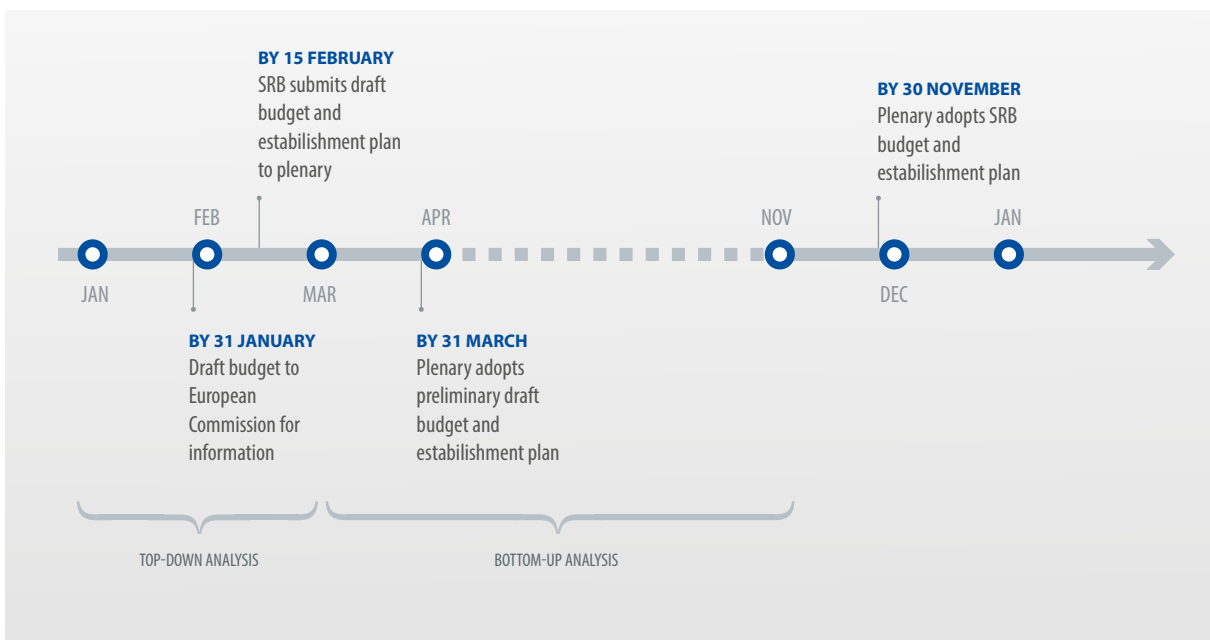 BY 15 FEBRUARY
SRB submits draft
budget and
estabilishment plan
to plenary
BY 30 NOVEMBER
Plenary adopts SRB
budget and
estabilishment plan
FEB
APR
NOV
JAN
JAN
MAR
DEC
BY 31 JANUARY
Draft budget to
European
Commission for
information
BY 31 MARCH
Plenary adopts
preliminary draft
budget and
estabilishment plan
TOP-DOWN ANALYSIS
BOTTOM-UP ANALYSIS